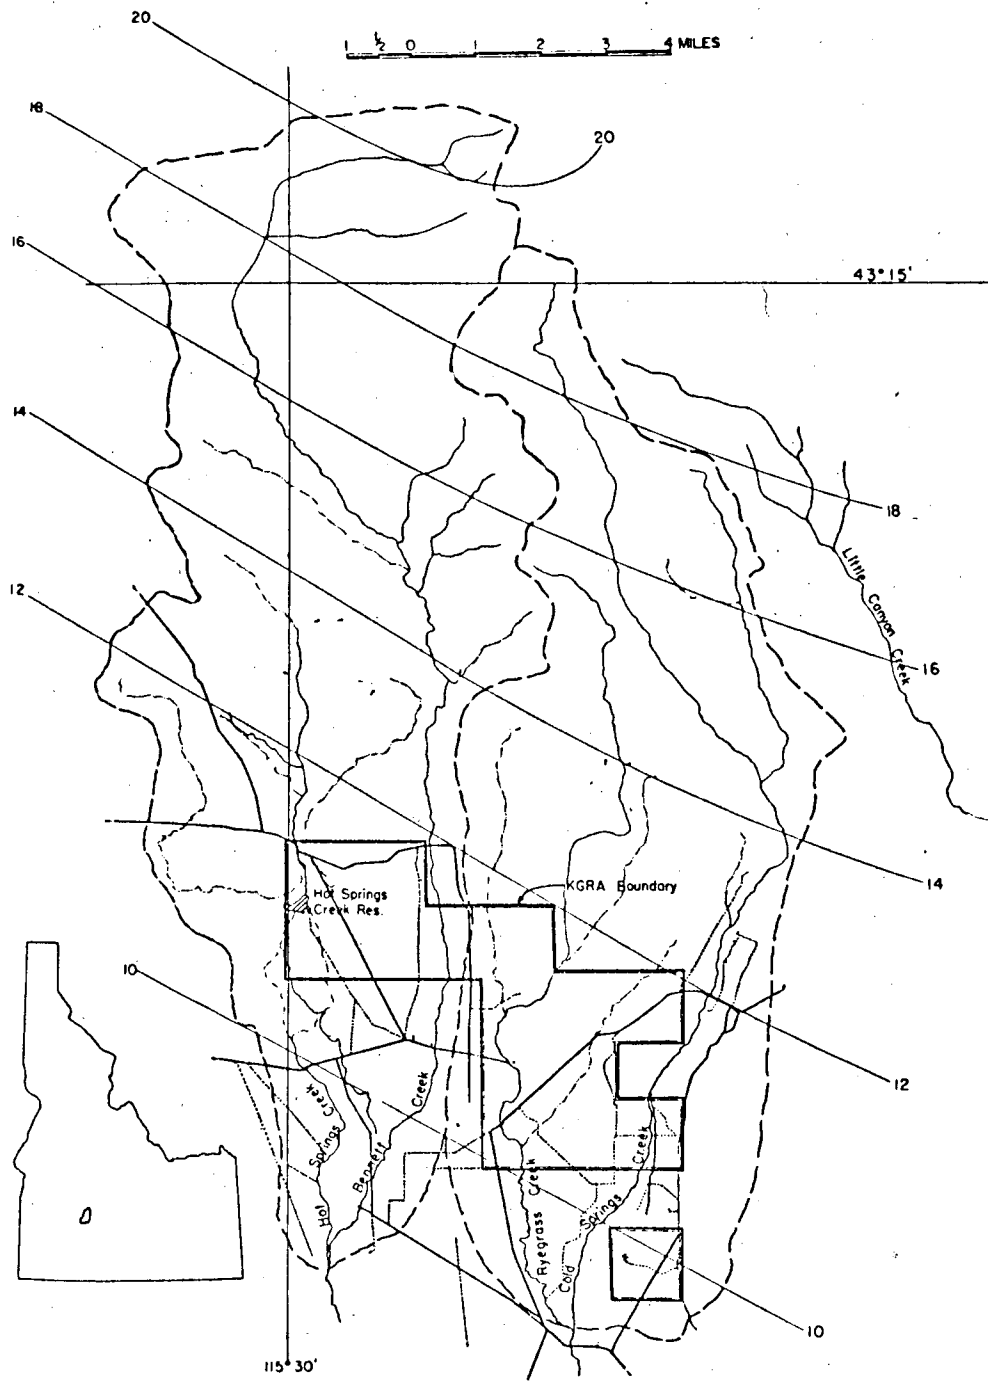 20
1 ½ 0 1 2 3 4 MILES
18
20
16
43° 15'
14
18
12
Little Canyon Creek
16
KGRA Boundary
14
Hot Springs
Creek Res.
10
12
Hot Springs Creek
Bennett Creek
Ryegrass Creek
Cold Springs Creek
10
115° 30'